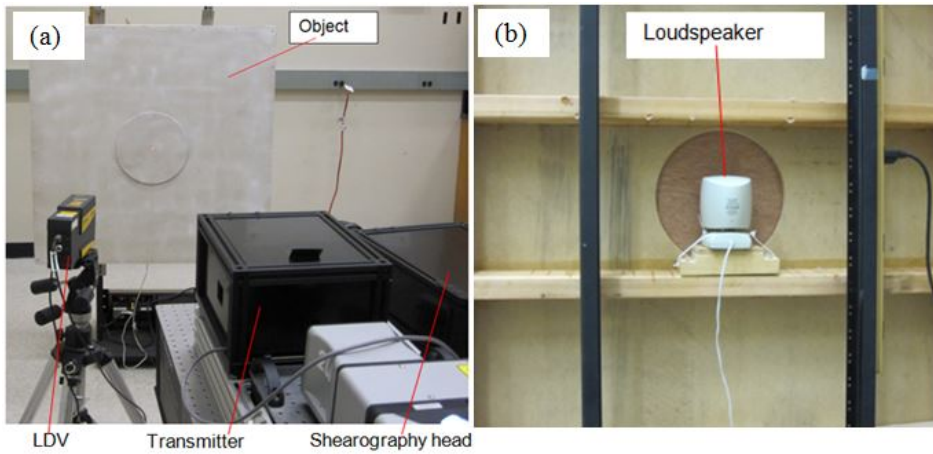 (a)
Object
LDV
Transmitter
Shearography head
(b)
Loudspeaker